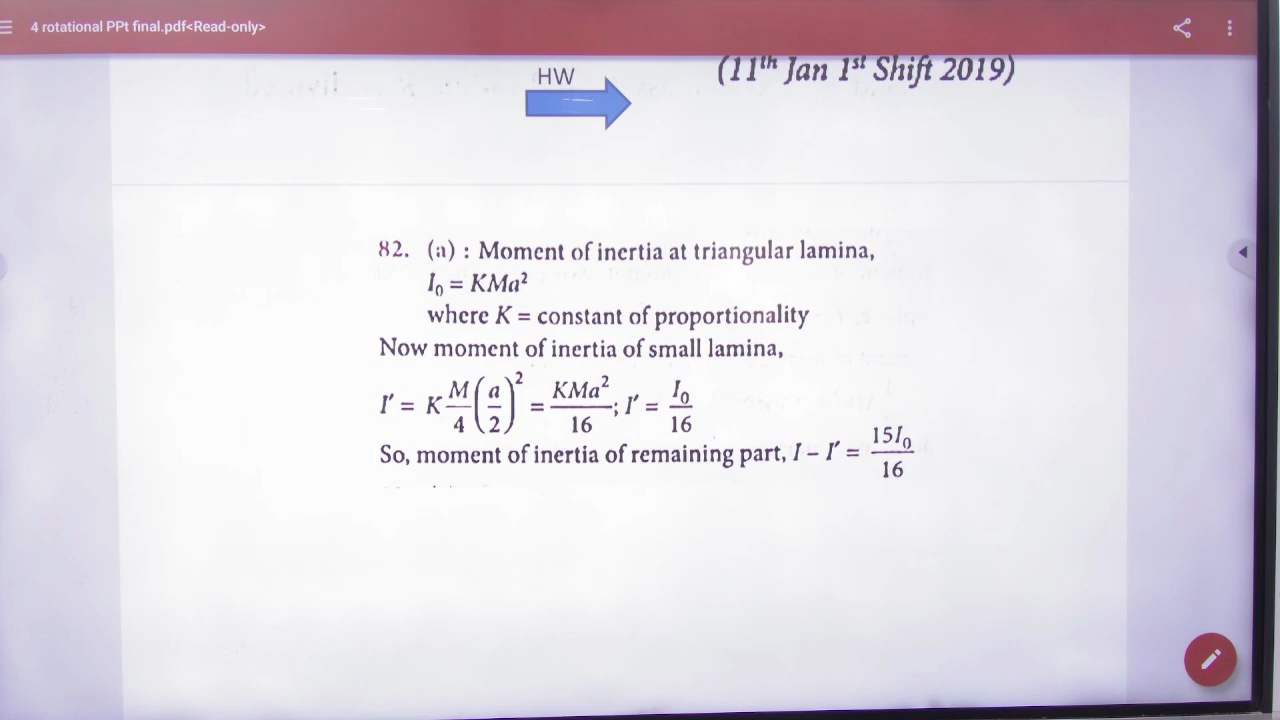 4 rotational PPt final.pdf<Read-only>
HW
(11th Jan 1st Shift 2019)
82. (a) : Moment of inertia at triangular lamina,
I₀ = KMa²
where K = constant of proportionality
Now moment of inertia of small lamina,
I′ = K M/4 (a/2)² = KMa²/16; I′ = I₀/16
So, moment of inertia of remaining part, I – I′ = 15I₀/16